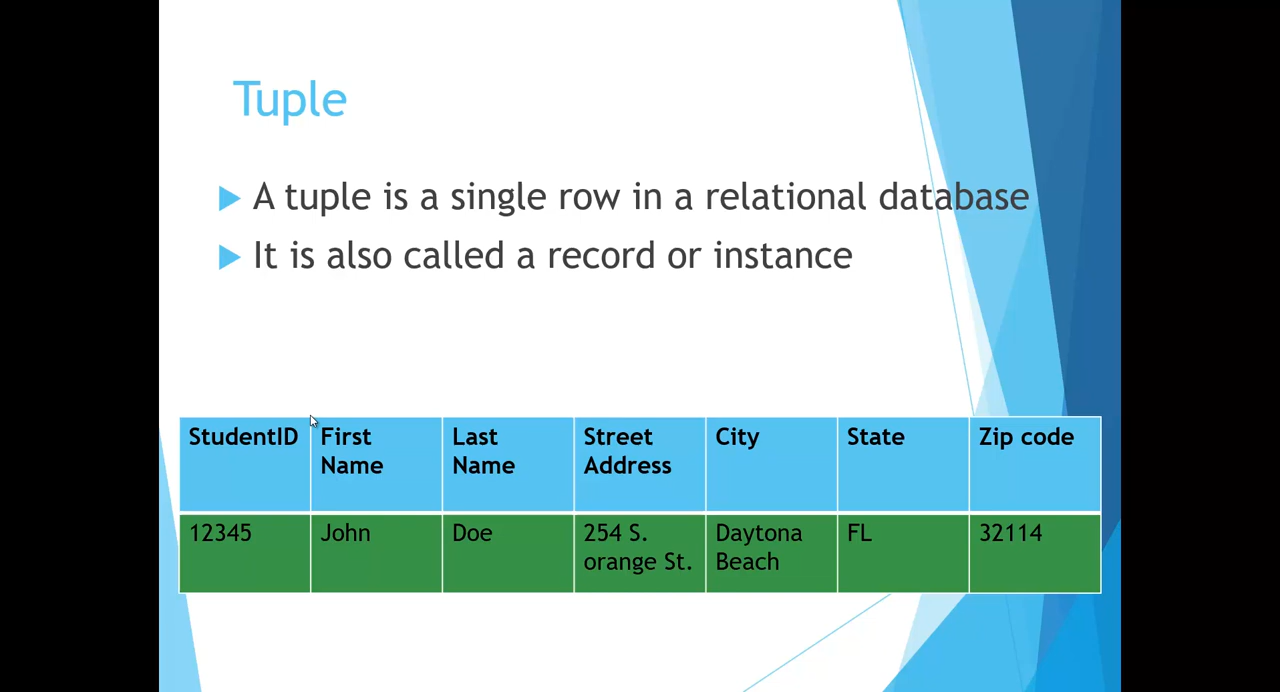 Tuple
A tuple is a single row in a relational database
It is also called a record or instance
StudentID
First
Name
Last
Name
Street
Address
City
State
Zip code
12345
John
Doe
254 S.
orange St.
Daytona
Beach
FL
32114